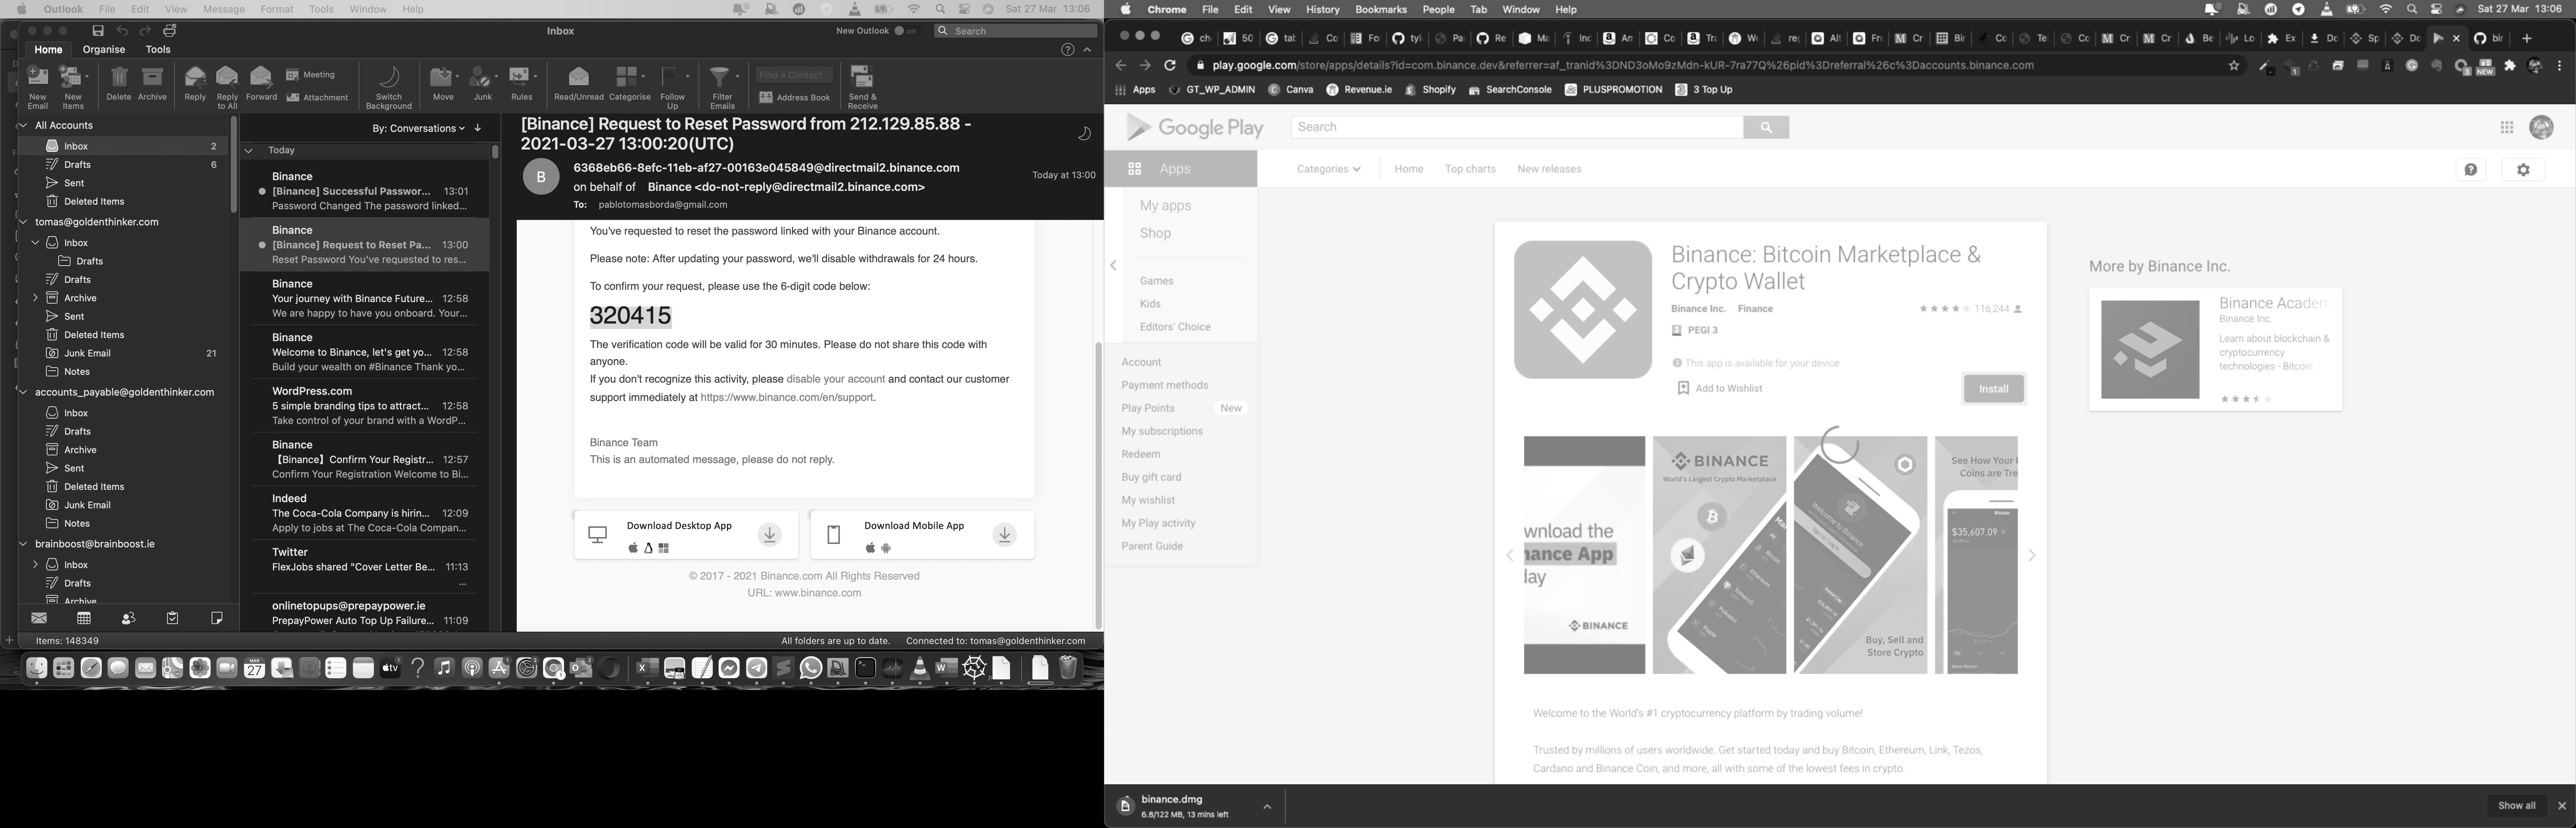 Outlook File Edit View Message Format Tools Window Help
Sat 27 Mar 13:06
Inbox
New Outlook
Search
Home Organise Tools
New Email
New Items
Delete
Archive
Reply
Reply to All
Forward
Meeting
Attachment
Switch Background
Move
Junk
Rules
Read/Unread
Categorise
Follow Up
Filter Emails
Find a Contact
Address Book
Send & Receive
All Accounts
Inbox 2
Drafts 6
Sent
Deleted Items
tomas@goldenthinker.com
Inbox
Drafts
Drafts
Archive
Sent
Deleted Items
Junk Email 21
Notes
accounts_payable@goldenthinker.com
Inbox
Drafts
Archive
Sent
Deleted Items
Junk Email
Notes
brainboost@brainboost.ie
Inbox
Drafts
Archive
Items: 148349
By: Conversations
Today
Binance
[Binance] Successful Passwor... 13:01
Password Changed The password linked...
Binance
[Binance] Request to Reset Pa... 13:00
Reset Password You've requested to res...
Binance
Your journey with Binance Future... 12:58
We are happy to have you onboard. Your...
Binance
Welcome to Binance, let's get yo... 12:58
Build your wealth on #Binance Thank yo...
WordPress.com
5 simple branding tips to attract... 12:58
Take control of your brand with a WordP...
Binance
【Binance】Confirm Your Registr... 12:57
Confirm Your Registration Welcome to Bi...
Indeed
The Coca-Cola Company is hirin... 12:09
Apply to jobs at The Coca-Cola Compan...
Twitter
FlexJobs shared "Cover Letter Be... 11:13
...
onlinetopups@prepaypower.ie
PrepayPower Auto Top Up Failure... 11:09
[Binance] Request to Reset Password from 212.129.85.88 -
2021-03-27 13:00:20(UTC)
B
6368eb66-8efc-11eb-af27-00163e045849@directmail2.binance.com
on behalf of Binance <do-not-reply@directmail2.binance.com>
Today at 13:00
To: pablotomasborda@gmail.com
You've requested to reset the password linked with your Binance account.
Please note: After updating your password, we'll disable withdrawals for 24 hours.
To confirm your request, please use the 6-digit code below:
320415
The verification code will be valid for 30 minutes. Please do not share this code with
anyone.
If you don't recognize this activity, please disable your account and contact our customer
support immediately at https://www.binance.com/en/support.
Binance Team
This is an automated message, please do not reply.
Download Desktop App
Download Mobile App
© 2017 - 2021 Binance.com All Rights Reserved
URL: www.binance.com
All folders are up to date. Connected to: tomas@goldenthinker.com
Chrome File Edit View History Bookmarks People Tab Window Help
Sat 27 Mar 13:06
play.google.com/store/apps/details?id=com.binance.dev&referrer=af_tranid%3DND3oMo9zMdn-kUR-7ra77Q%26pid%3Dreferral%26c%3Daccounts.binance.com
Apps GT_WP_ADMIN Canva Revenue.ie Shopify SearchConsole PLUSPROMOTION 3 Top Up
Google Play
Search
Apps
Categories Home Top charts New releases
My apps
Shop
Games
Kids
Editors' Choice
Account
Payment methods
Play Points New
My subscriptions
Redeem
Buy gift card
My wishlist
My Play activity
Parent Guide
Binance: Bitcoin Marketplace &
Crypto Wallet
Binance Inc. Finance
116,244
PEGI 3
This app is available for your device
Add to Wishlist
Install
wnload the
nance App
day
BINANCE
BINANCE
World's Largest Crypto Marketplace
Welcome to Binance
Buy, Sell and
Store Crypto
See How Your
Coins are Tre
Bitcoin
$35,607.09
More by Binance Inc.
Binance Academ
Binance Inc.
Learn about blockchain &
cryptocurrency
technologies - Bitcoin
Welcome to the World's #1 cryptocurrency platform by trading volume!
Trusted by millions of users worldwide. Get started today and buy Bitcoin, Ethereum, Link, Tezos,
Cardano and Binance Coin, and more, all with some of the lowest fees in crypto.
binance.dmg
6.8/122 MB, 13 mins left
Show all